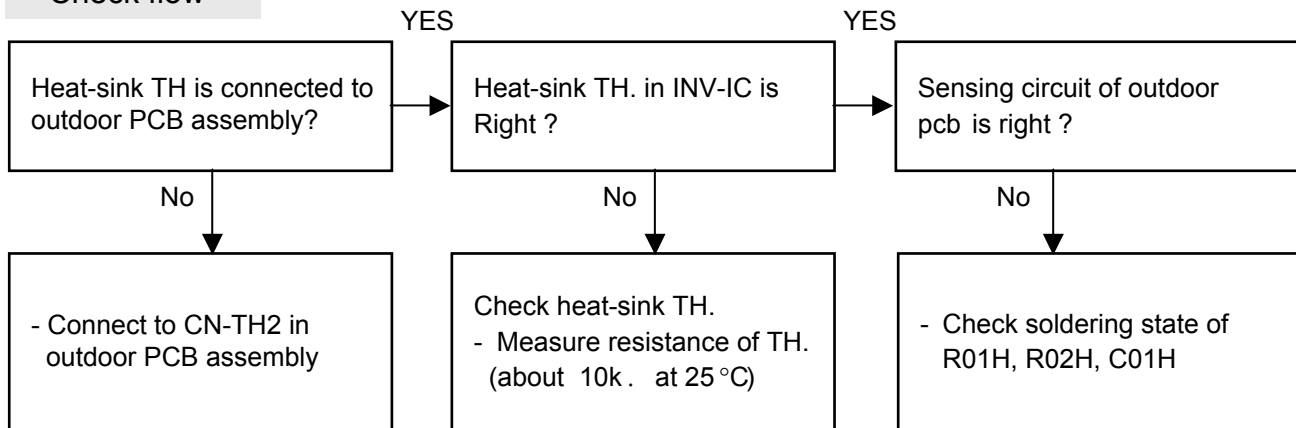 Check flow
YES
YES
Heat-sink TH is connected to
outdoor PCB assembly?
Heat-sink TH. in INV-IC is
Right ?
Sensing circuit of outdoor
pcb is right ?
No
No
No
- Connect to CN-TH2 in
outdoor PCB assembly
Check heat-sink TH.
- Measure resistance of TH.
(about 10k . at 25 °C)
- Check soldering state of
R01H, R02H, C01H